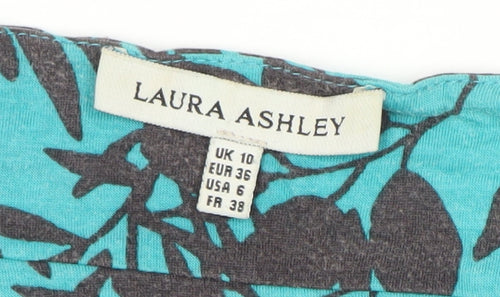 LAURA ASHLEY
UK 10
EUR 36
USA 6
FR 38